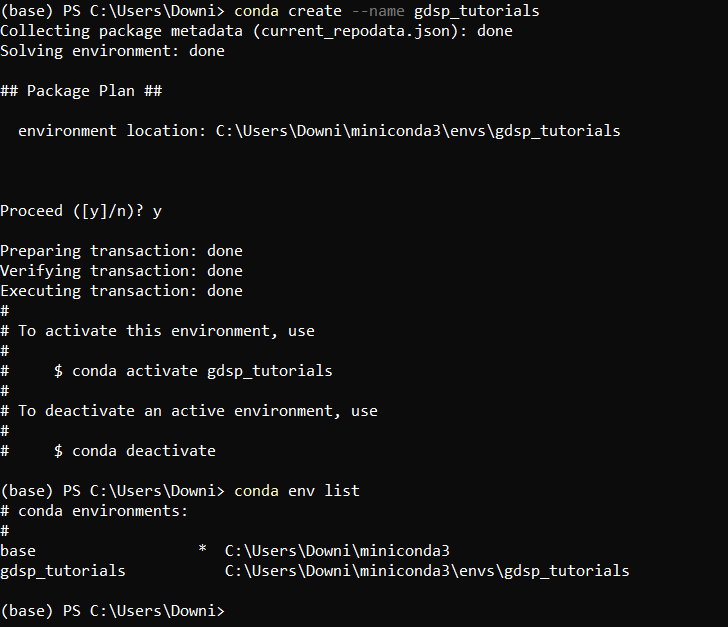 (base) PS C:\Users\Downi> conda create --name gdsp_tutorials
Collecting package metadata (current_repodata.json): done
Solving environment: done
## Package Plan ##
  environment location: C:\Users\Downi\miniconda3\envs\gdsp_tutorials
Proceed ([y]/n)? y
Preparing transaction: done
Verifying transaction: done
Executing transaction: done
#
# To activate this environment, use
#
#     $ conda activate gdsp_tutorials
#
# To deactivate an active environment, use
#
#     $ conda deactivate
(base) PS C:\Users\Downi> conda env list
# conda environments:
#
base                  *  C:\Users\Downi\miniconda3
gdsp_tutorials           C:\Users\Downi\miniconda3\envs\gdsp_tutorials
(base) PS C:\Users\Downi>